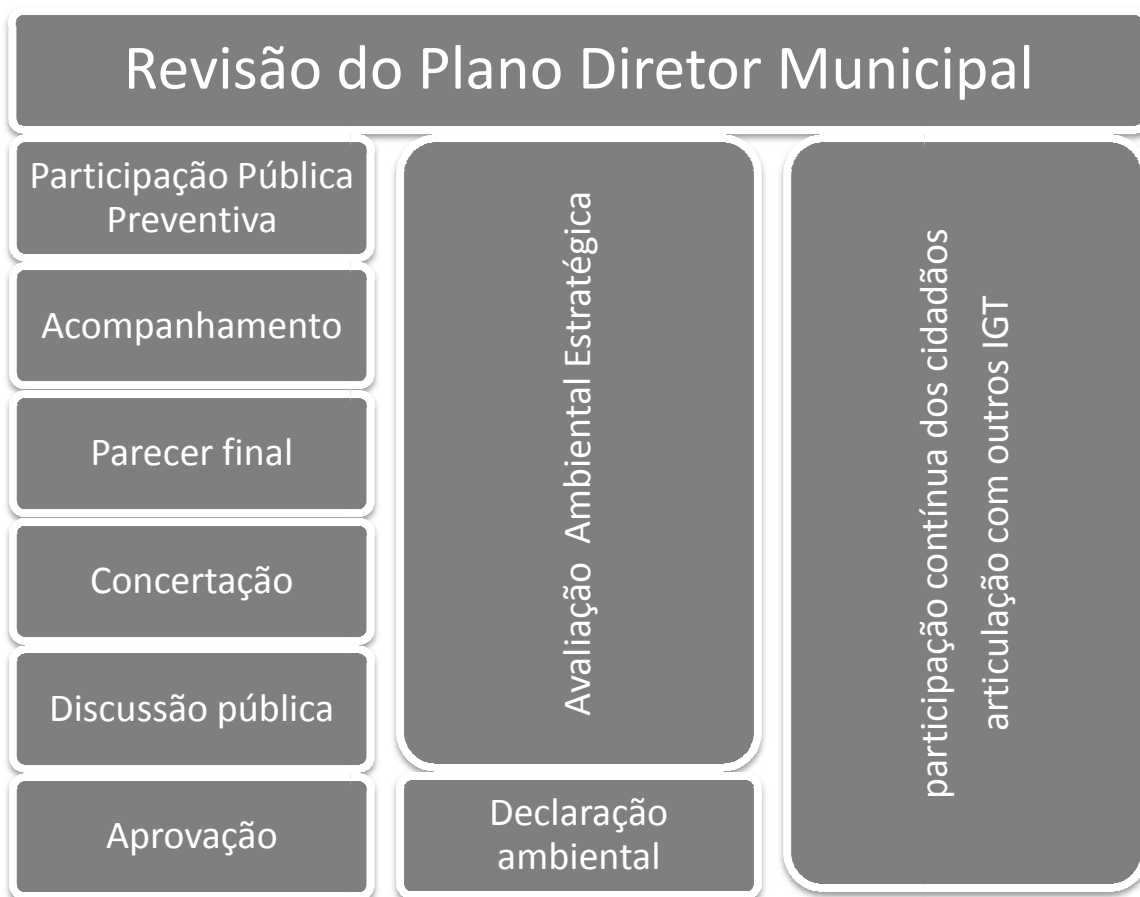 Revisão do Plano Diretor Municipal
Participação Pública
Preventiva
Acompanhamento
Parecer final
Concertação
Discussão pública
Aprovação
Avaliação Ambiental Estratégica
Declaração
ambiental
participação contínua dos cidadãos
articulação com outros IGT